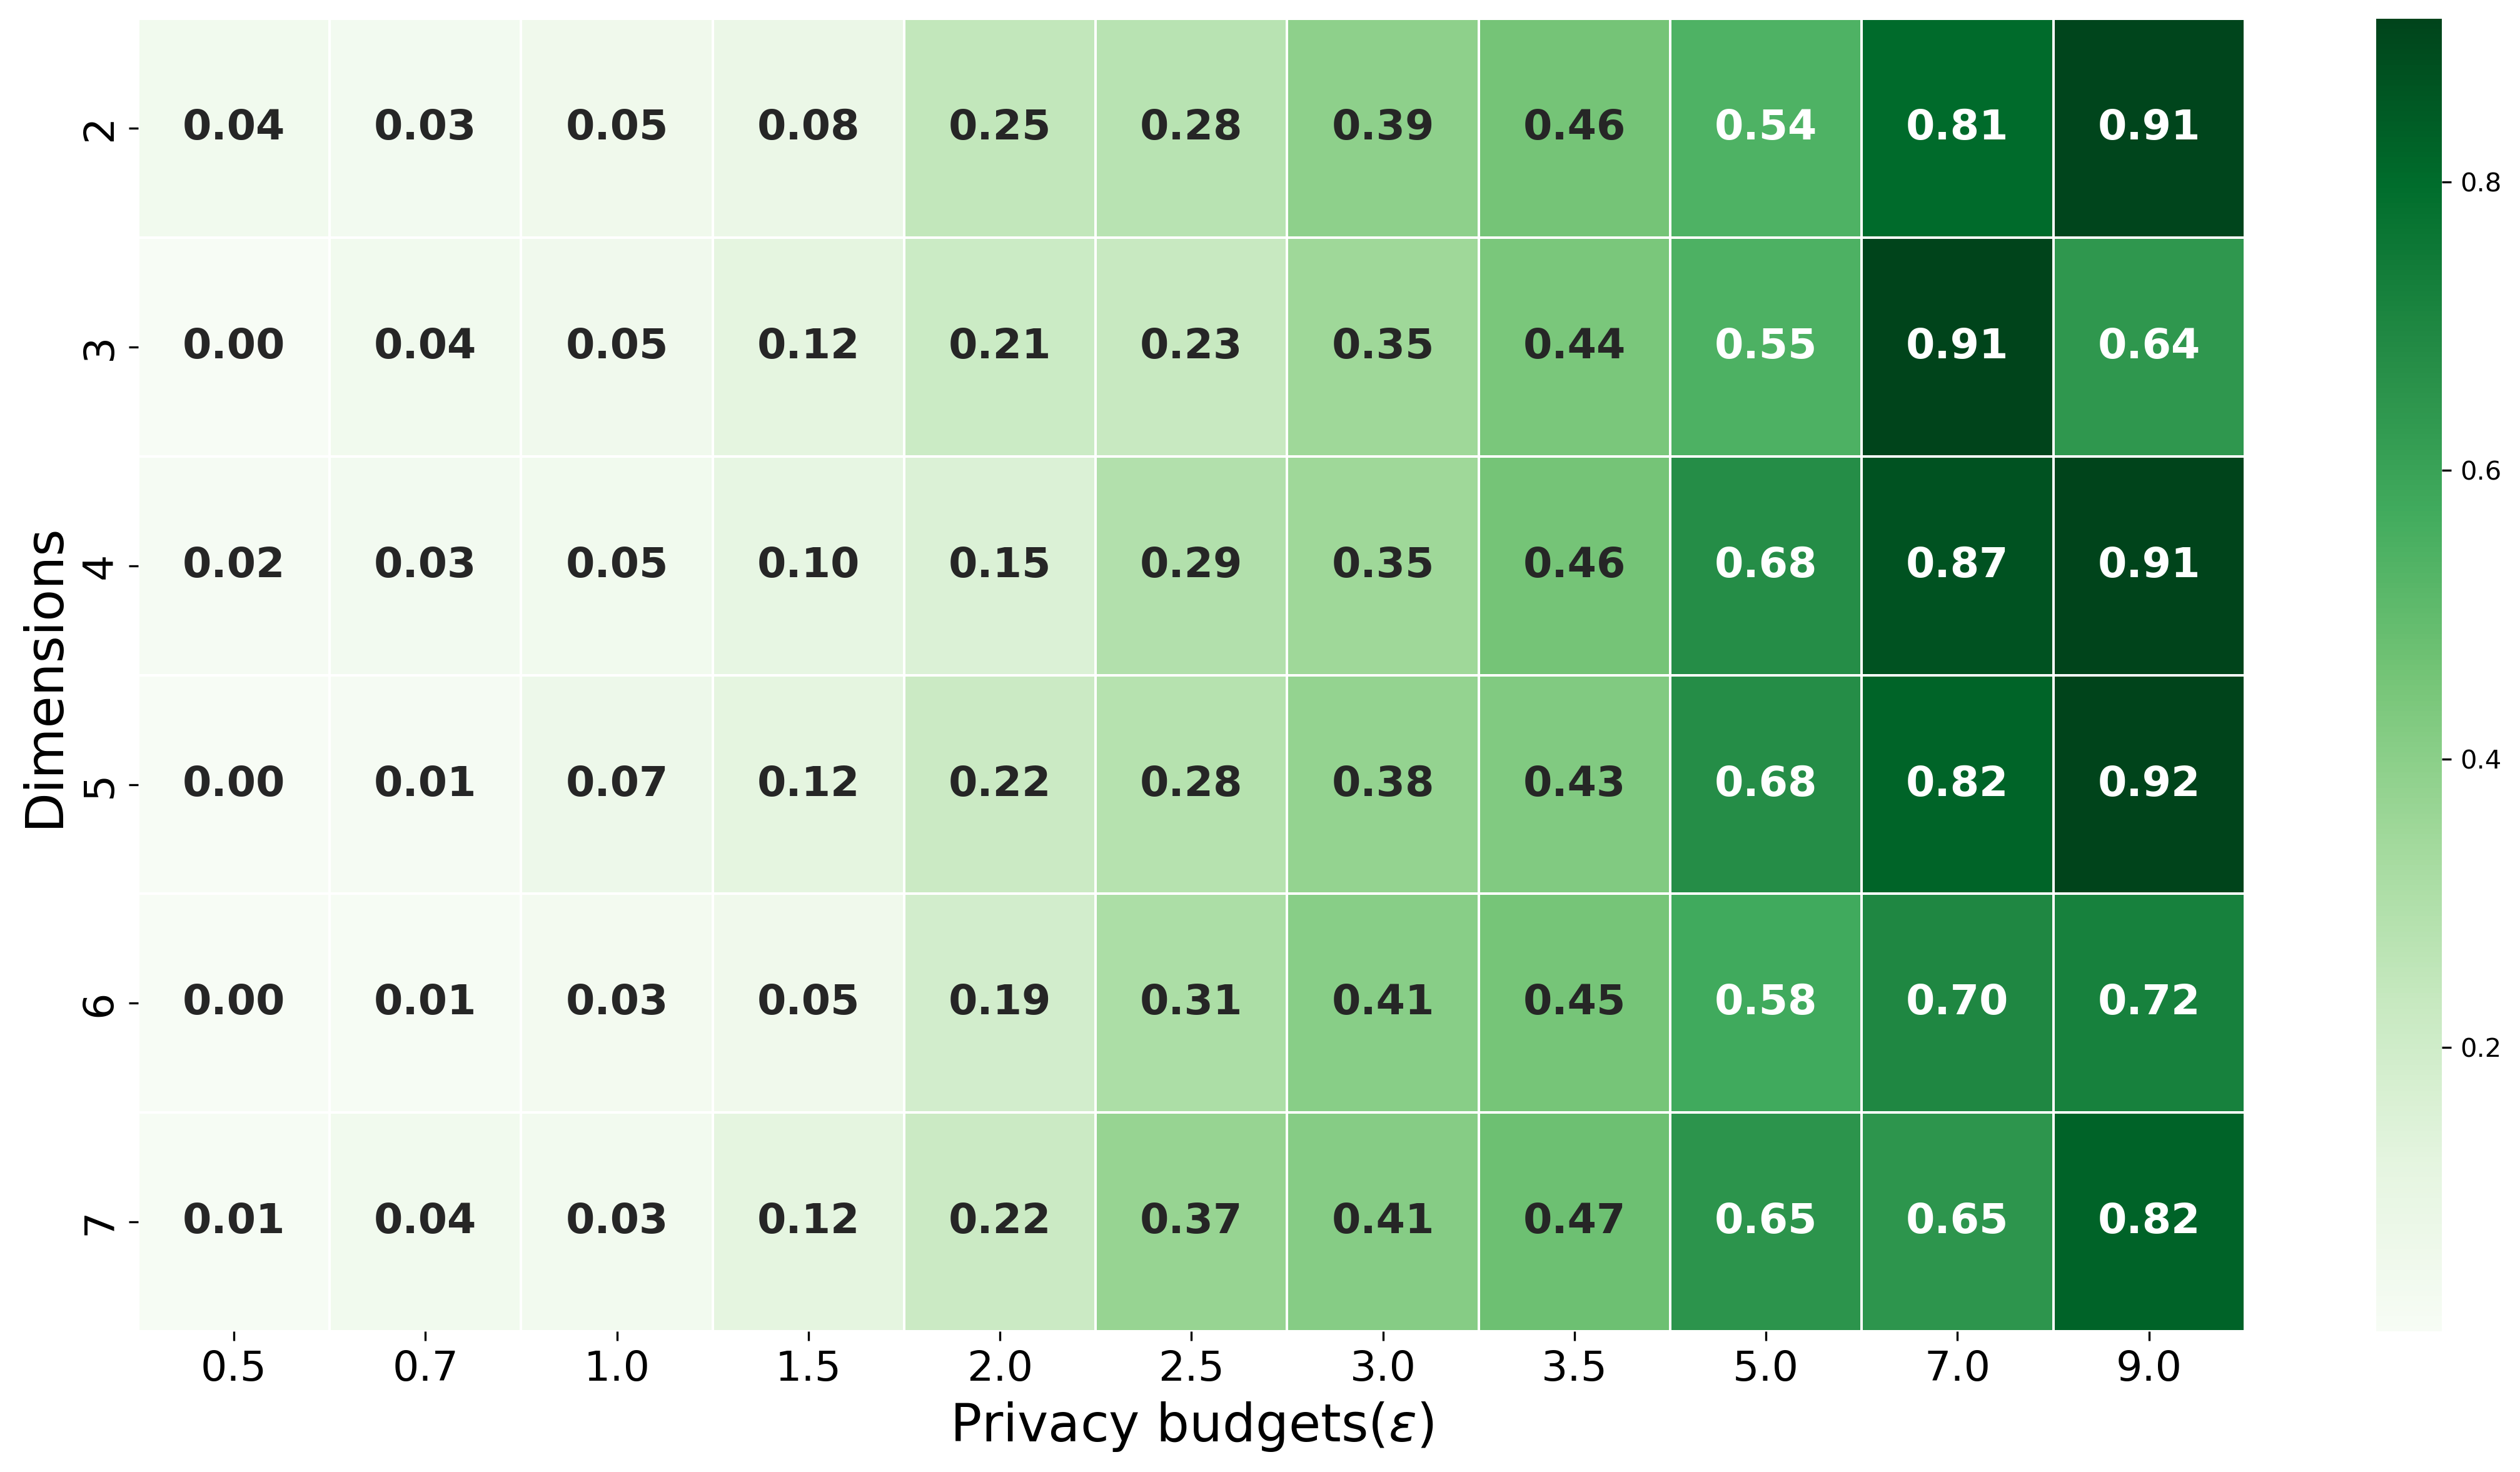 2 0.04 0.03 0.05 0.08 0.25 0.28 0.39 0.46 0.54 0.81 0.91
3 0.00 0.04 0.05 0.12 0.21 0.23 0.35 0.44 0.55 0.91 0.64
4 0.02 0.03 0.05 0.10 0.15 0.29 0.35 0.46 0.68 0.87 0.91
5 0.00 0.01 0.07 0.12 0.22 0.28 0.38 0.43 0.68 0.82 0.92
6 0.00 0.01 0.03 0.05 0.19 0.31 0.41 0.45 0.58 0.70 0.72
7 0.01 0.04 0.03 0.12 0.22 0.37 0.41 0.47 0.65 0.65 0.82
0.5 0.7 1.0 1.5 2.0 2.5 3.0 3.5 5.0 7.0 9.0
Privacy budgets(ε)
Dimensions
0.8
0.6
0.4
0.2